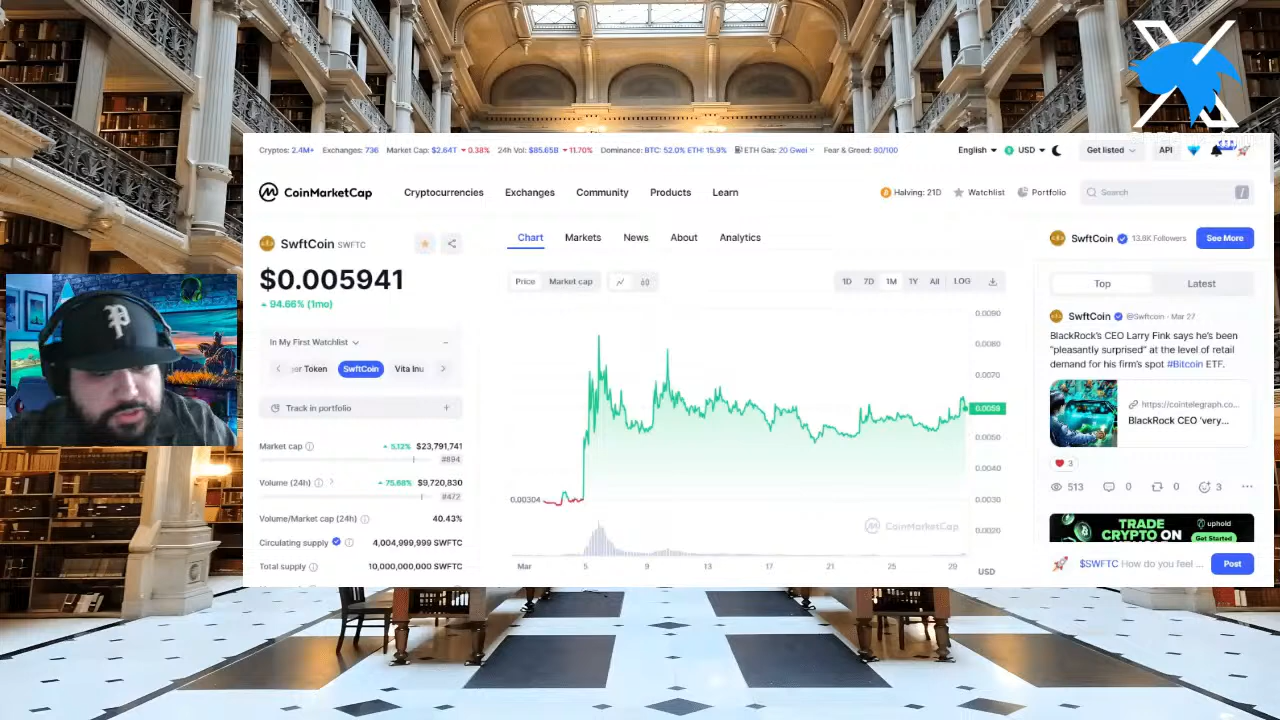 Cryptos: 2.4M+ Exchanges: 736 Market Cap: $2.64T 0.38% 24h Vol: $85.65B 11.70% Dominance: BTC: 52.0% ETH: 15.9% ETH Gas: 20 Gwei Fear & Greed: 80/100
English USD Get listed API
CoinMarketCap Cryptocurrencies Exchanges Community Products Learn
Halving: 21D Watchlist Portfolio Search /
SwftCoin SWFTC
$0.005941
94.66% (1mo)
In My First Watchlist
Token SwftCoin Vita Inu
Track in portfolio +
Market cap 5.12% $23,791,741
#694
Volume (24h) 75.68% $9,720,830
#472
Volume/Market cap (24h) 40.43%
Circulating supply 4,004,999,999 SWFTC
Total supply 10,000,000,000 SWFTC
Chart Markets News About Analytics
Price Market cap
1D 7D 1M 1Y All LOG
0.0090
0.0080
0.0070
0.0059
0.0050
0.0040
0.0030
0.0020
0.00304
CoinMarketCap
Mar 5 9 13 17 21 25 29
USD
SwftCoin 13.8K Followers See More
Top Latest
SwftCoin @Swftcoin · Mar 27
BlackRock's CEO Larry Fink says he's been
"pleasantly surprised" at the level of retail
demand for his firm's spot #Bitcoin ETF.
https://cointelegraph.co...
BlackRock CEO 'very...
3
513 0 0 3
TRADE
CRYPTO ON
uphold
Get Started
$SWFTC How do you feel ... Post
P